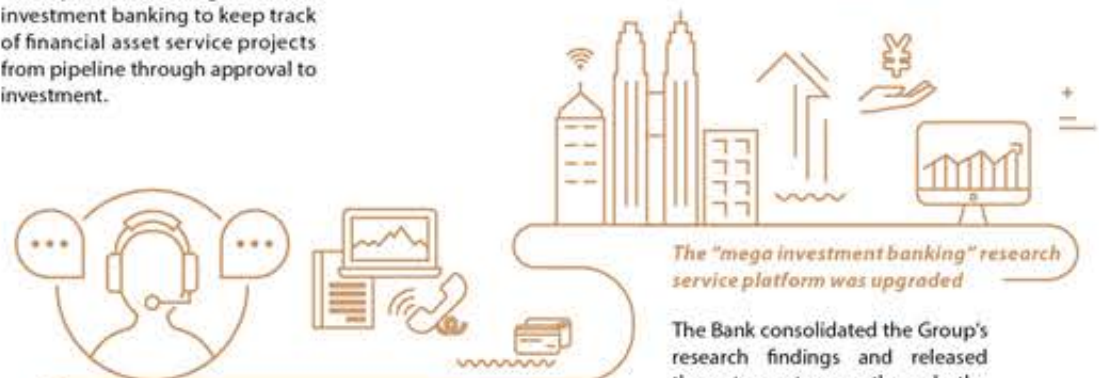 investment banking to keep track
of financial asset service projects
from pipeline through approval to
investment.
¥
The "mega investment banking" research
service platform was upgraded
The Bank consolidated the Group's
research findings and released